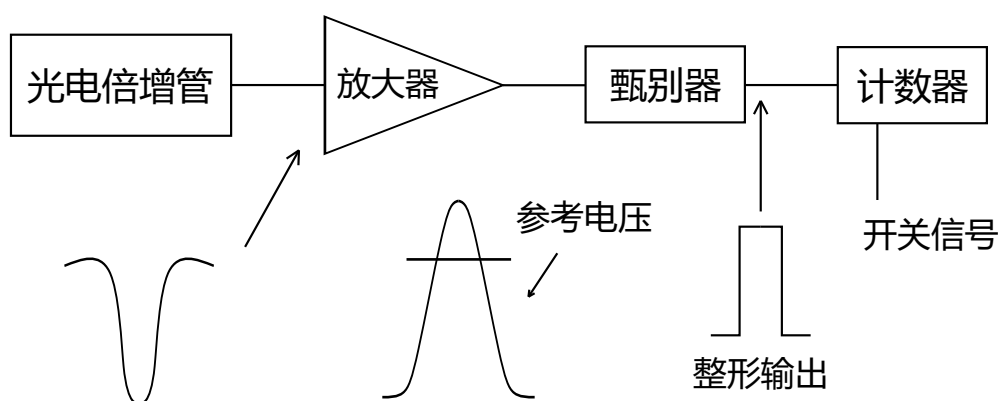 光电倍增管
放大器
甄别器
计数器
参考电压
开关信号
整形输出